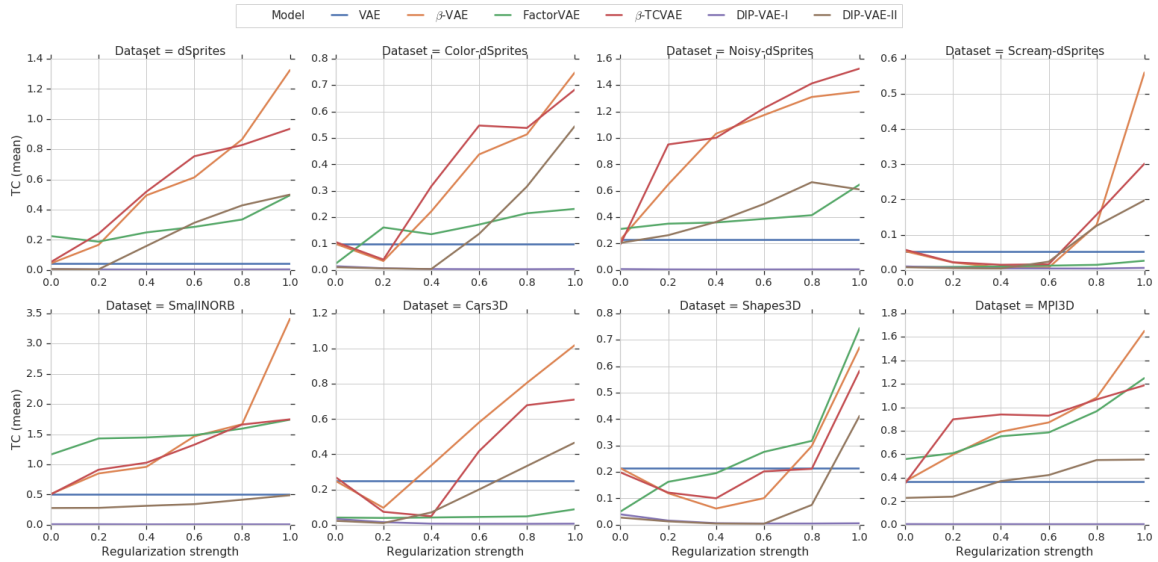 Model VAE β-VAE FactorVAE β-TCVAE DIP-VAE-I DIP-VAE-II
Dataset = dSprites
Dataset = Color-dSprites
Dataset = Noisy-dSprites
Dataset = Scream-dSprites
TC (mean)
1.4
1.2
1.0
0.8
0.6
0.4
0.2
0.0
0.0 0.2 0.4 0.6 0.8 1.0
0.8
0.7
0.6
0.5
0.4
0.3
0.2
0.1
0.0
0.0 0.2 0.4 0.6 0.8 1.0
1.6
1.4
1.2
1.0
0.8
0.6
0.4
0.2
0.0
0.0 0.2 0.4 0.6 0.8 1.0
0.6
0.5
0.4
0.3
0.2
0.1
0.0
0.0 0.2 0.4 0.6 0.8 1.0
Dataset = SmallNORB
Dataset = Cars3D
Dataset = Shapes3D
Dataset = MPI3D
TC (mean)
3.5
3.0
2.5
2.0
1.5
1.0
0.5
0.0
0.0 0.2 0.4 0.6 0.8 1.0
Regularization strength
1.2
1.0
0.8
0.6
0.4
0.2
0.0
0.0 0.2 0.4 0.6 0.8 1.0
Regularization strength
0.8
0.7
0.6
0.5
0.4
0.3
0.2
0.1
0.0
0.0 0.2 0.4 0.6 0.8 1.0
Regularization strength
1.8
1.6
1.4
1.2
1.0
0.8
0.6
0.4
0.2
0.0
0.0 0.2 0.4 0.6 0.8 1.0
Regularization strength